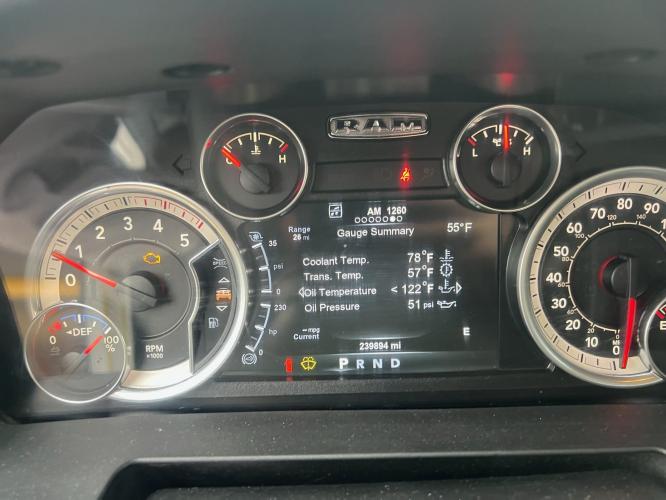 RAM
C H
L H
AM 1260
55°F
Gauge Summary
Range
26 mi
Coolant Temp. 78°F
Trans. Temp. 57°F
Oil Temperature < 122°F
Oil Pressure 51 psi
-- mpg
Current
E
239894 mi
P R N D
35
psi
0
230
hp
0
0 1 2 3 4 5
RPM
x1000
DEF
0 100
%
10 20 30 40 50 60 70 80 90 100 110
E